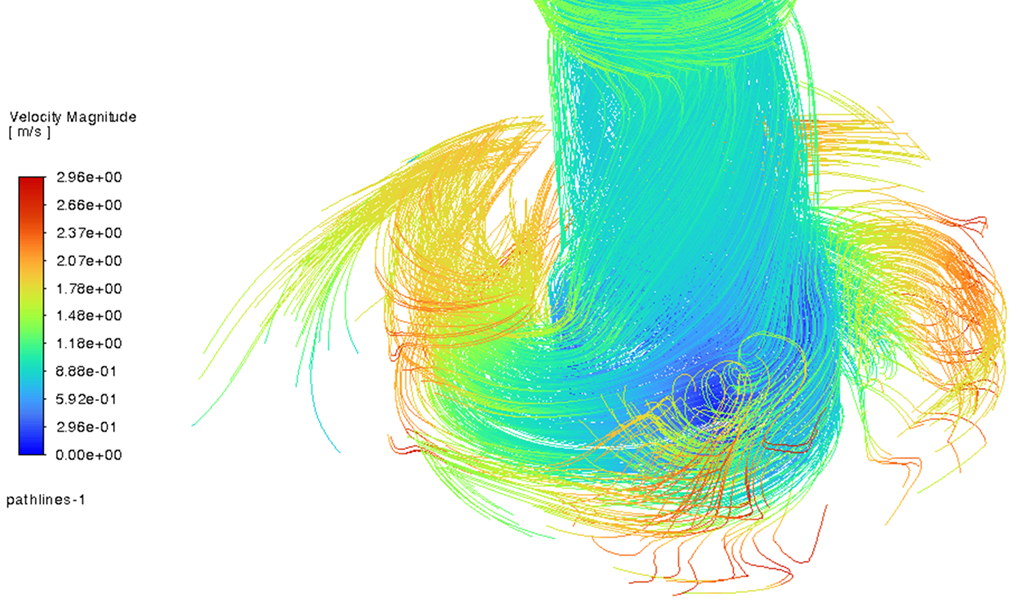 Velocity Magnitude
[ m/s ]
2.96e+00
2.66e+00
2.37e+00
2.07e+00
1.78e+00
1.48e+00
1.18e+00
8.88e-01
5.92e-01
2.96e-01
0.00e+00
pathlines-1